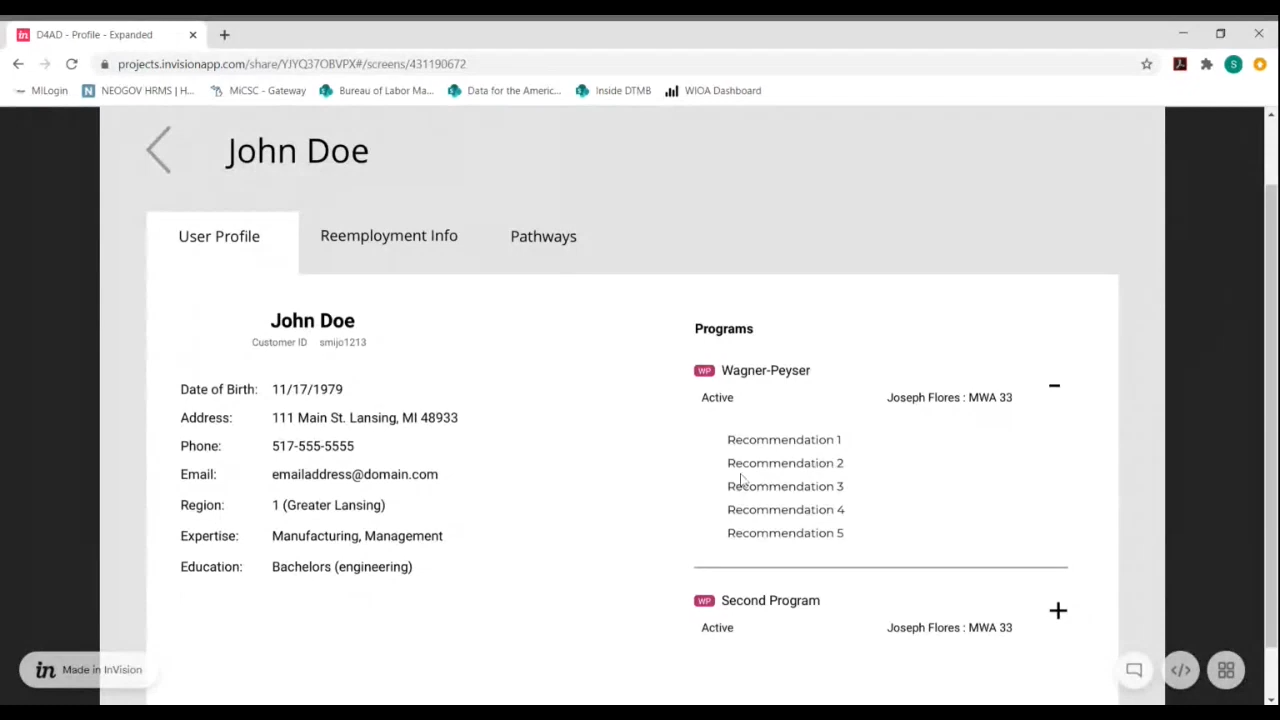 in D4AD - Profile - Expanded
projects.invisionapp.com/share/YJYQ37OBVPX#/screens/431190672
S
MILogin N NEOGOV HRMS | H... MiCSC - Gateway Bureau of Labor Ma... Data for the Americ... Inside DTMB WIOA Dashboard
John Doe
User Profile Reemployment Info Pathways
John Doe
Customer ID smijo1213
Date of Birth: 11/17/1979
Address: 111 Main St. Lansing, MI 48933
Phone: 517-555-5555
Email: emailaddress@domain.com
Region: 1 (Greater Lansing)
Expertise: Manufacturing, Management
Education: Bachelors (engineering)
Programs
WP Wagner-Peyser
Active Joseph Flores : MWA 33
Recommendation 1
Recommendation 2
Recommendation 3
Recommendation 4
Recommendation 5
WP Second Program
Active Joseph Flores : MWA 33
in Made in InVision